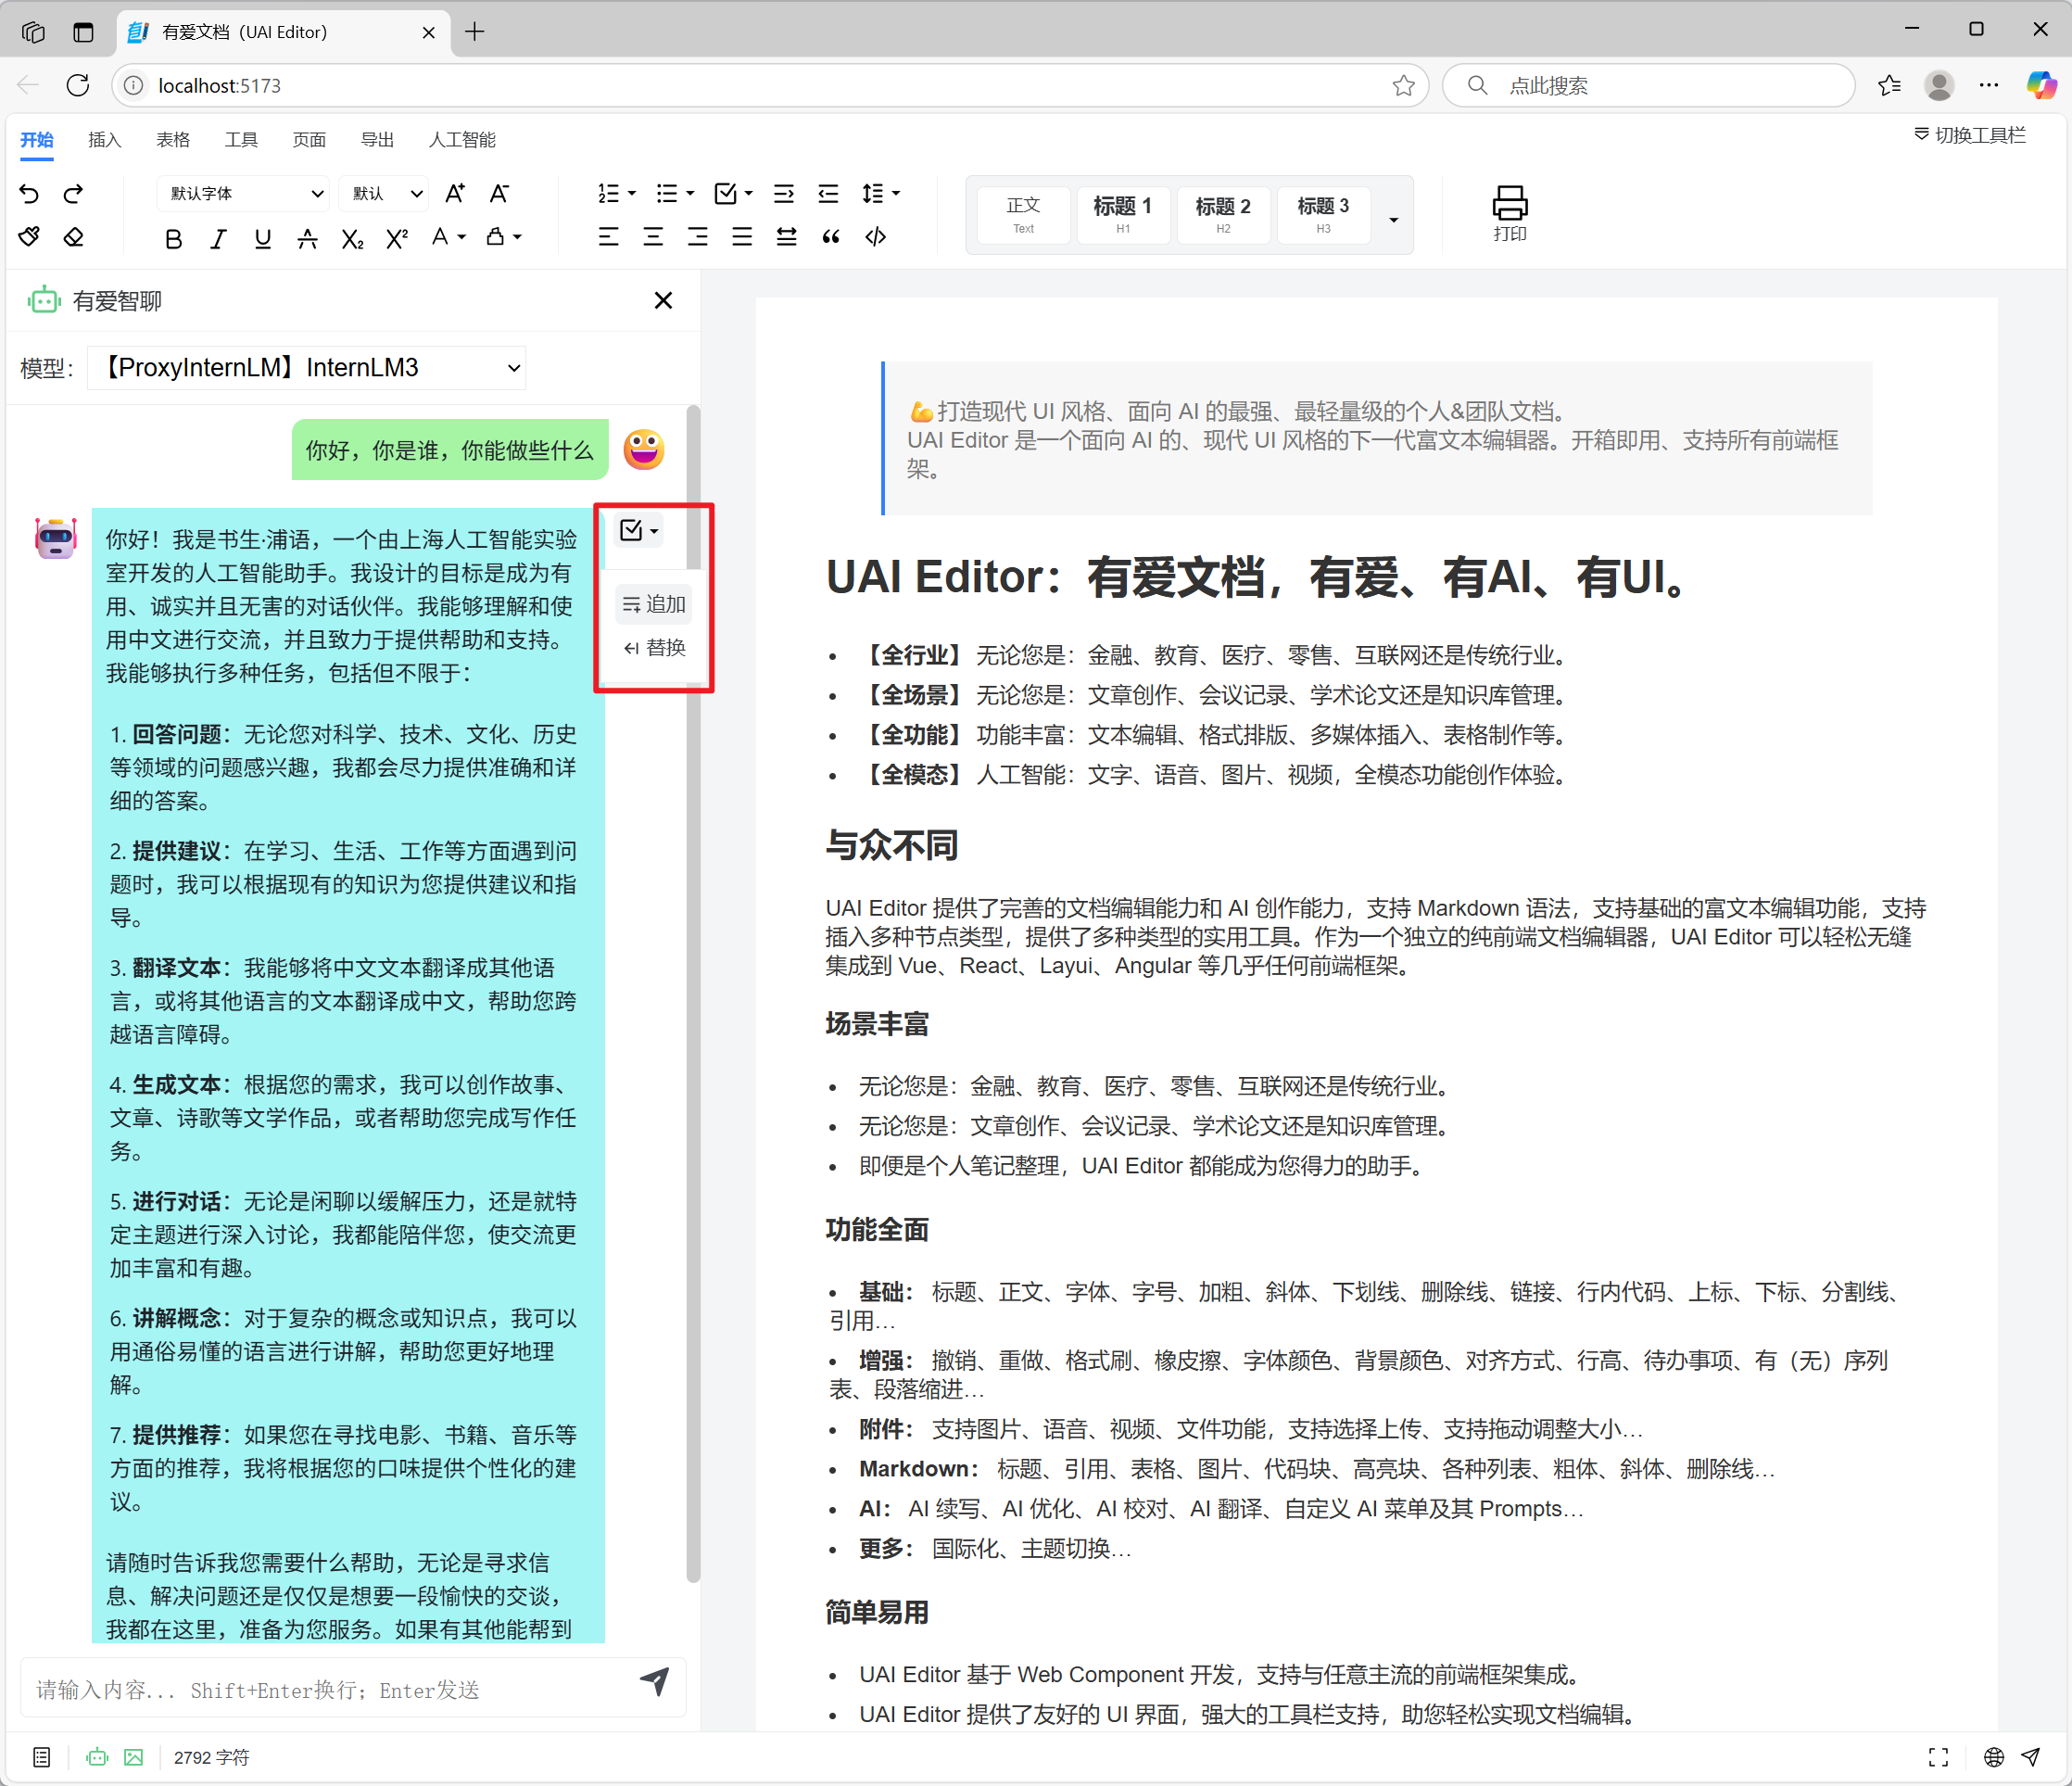 有爱文档（UAI Editor）
localhost:5173
点此搜索
开始 插入 表格 工具 页面 导出 人工智能
切换工具栏
默认字体 默认
正文
Text
标题 1
H1
标题 2
H2
标题 3
H3
打印
有爱智聊
模型：
【ProxyInternLM】InternLM3
你好，你是谁，你能做些什么
你好！我是书生·浦语，一个由上海人工智能实验
室开发的人工智能助手。我设计的目标是成为有
用、诚实并且无害的对话伙伴。我能够理解和使
用中文进行交流，并且致力于提供帮助和支持。
我能够执行多种任务，包括但不限于：
1. 回答问题：无论您对科学、技术、文化、历史
等领域的问题感兴趣，我都会尽力提供准确和详
细的答案。
2. 提供建议：在学习、生活、工作等方面遇到问
题时，我可以根据现有的知识为您提供建议和指
导。
3. 翻译文本：我能够将中文文本翻译成其他语
言，或将其他语言的文本翻译成中文，帮助您跨
越语言障碍。
4. 生成文本：根据您的需求，我可以创作故事、
文章、诗歌等文学作品，或者帮助您完成写作任
务。
5. 进行对话：无论是闲聊以缓解压力，还是就特
定主题进行深入讨论，我都能陪伴您，使交流更
加丰富和有趣。
6. 讲解概念：对于复杂的概念或知识点，我可以
用通俗易懂的语言进行讲解，帮助您更好地理
解。
7. 提供推荐：如果您在寻找电影、书籍、音乐等
方面的推荐，我将根据您的口味提供个性化的建
议。
请随时告诉我您需要什么帮助，无论是寻求信
息、解决问题还是仅仅是想要一段愉快的交谈，
我都在这里，准备为您服务。如果有其他能帮到
追加
替换
请输入内容... Shift+Enter换行；Enter发送
2792 字符
💪打造现代 UI 风格、面向 AI 的最强、最轻量级的个人&团队文档。
UAI Editor 是一个面向 AI 的、现代 UI 风格的下一代富文本编辑器。开箱即用、支持所有前端框
架。
UAI Editor：有爱文档，有爱、有AI、有UI。
• 【全行业】无论您是：金融、教育、医疗、零售、互联网还是传统行业。
• 【全场景】无论您是：文章创作、会议记录、学术论文还是知识库管理。
• 【全功能】功能丰富：文本编辑、格式排版、多媒体插入、表格制作等。
• 【全模态】人工智能：文字、语音、图片、视频，全模态功能创作体验。
与众不同
UAI Editor 提供了完善的文档编辑能力和 AI 创作能力，支持 Markdown 语法，支持基础的富文本编辑功能，支持
插入多种节点类型，提供了多种类型的实用工具。作为一个独立的纯前端文档编辑器，UAI Editor 可以轻松无缝
集成到 Vue、React、Layui、Angular 等几乎任何前端框架。
场景丰富
• 无论您是：金融、教育、医疗、零售、互联网还是传统行业。
• 无论您是：文章创作、会议记录、学术论文还是知识库管理。
• 即便是个人笔记整理，UAI Editor 都能成为您得力的助手。
功能全面
• 基础： 标题、正文、字体、字号、加粗、斜体、下划线、删除线、链接、行内代码、上标、下标、分割线、
引用…
• 增强： 撤销、重做、格式刷、橡皮擦、字体颜色、背景颜色、对齐方式、行高、待办事项、有（无）序列
表、段落缩进…
• 附件： 支持图片、语音、视频、文件功能，支持选择上传、支持拖动调整大小…
• Markdown： 标题、引用、表格、图片、代码块、高亮块、各种列表、粗体、斜体、删除线…
• AI： AI 续写、AI 优化、AI 校对、AI 翻译、自定义 AI 菜单及其 Prompts…
• 更多： 国际化、主题切换…
简单易用
• UAI Editor 基于 Web Component 开发，支持与任意主流的前端框架集成。
• UAI Editor 提供了友好的 UI 界面，强大的工具栏支持，助您轻松实现文档编辑。